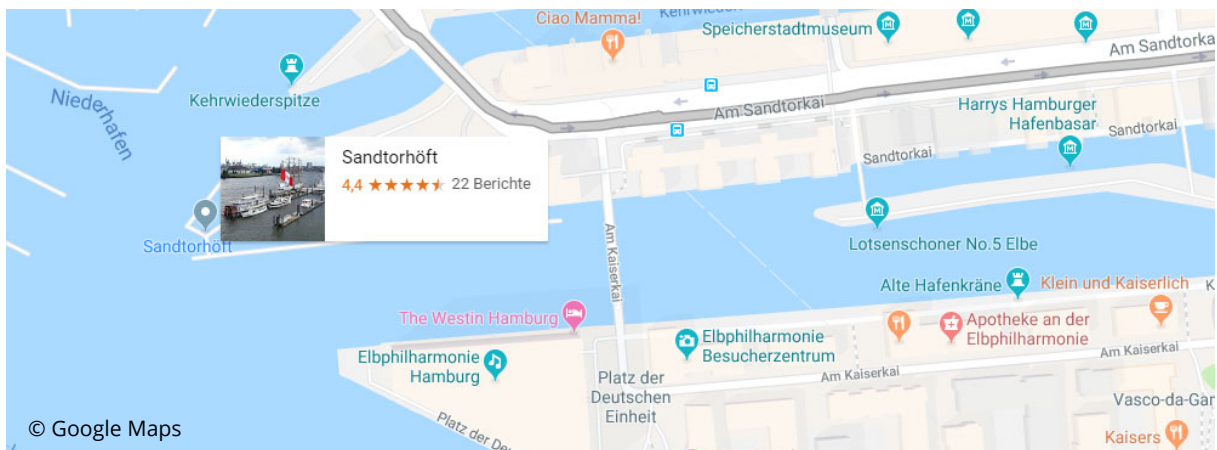 Ciao Mamma!
Speicherstadtmuseum
Am Sandtorka
Kehrwiederspitze
Niederhafen
Am Sandtorkai
Harrys Hamburger
Hafenbasar
Sandtorkai
Sandtorkai
Sandtorhöft
4,4
22 Berichte
Sandtorhöft
Am Kaiserkai
Lotsenschoner No.5 Elbe
Alte Hafenkräne
Klein und Kaiserlich
The Westin Hamburg
Apotheke an der
Elbphilharmonie
Elbphilharmonie
Besucherzentrum
Elbphilharmonie
Hamburg
Am Kaiserkai
Am Kaiserkai
Platz der
Deutschen
Einheit
Vasco-da-Gar
Platz der De
Kaisers
© Google Maps